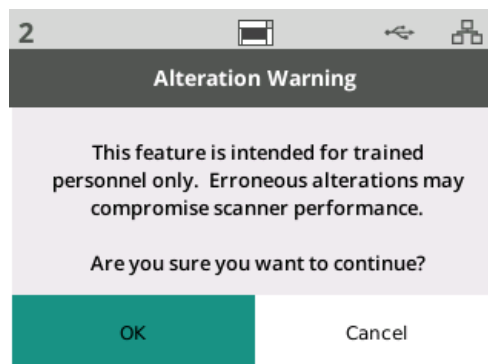 2
Alteration Warning
This feature is intended for trained
personnel only.  Erroneous alterations may
compromise scanner performance.
Are you sure you want to continue?
OK
Cancel